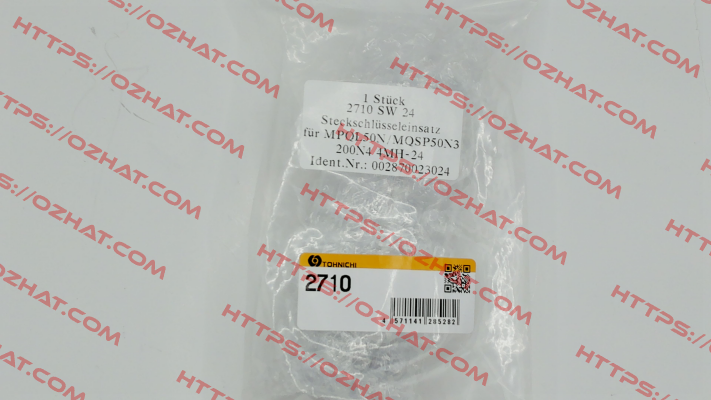 1 Stück
2710 SW 24
Steckschlüsseleinsatz
für MPQL50N/MQSP50N3
200N4/4MH-24
Ident.Nr.: 002870023024
TOHNICHI
2710
4 571141 285282
HTTPS://OZHAT.COM